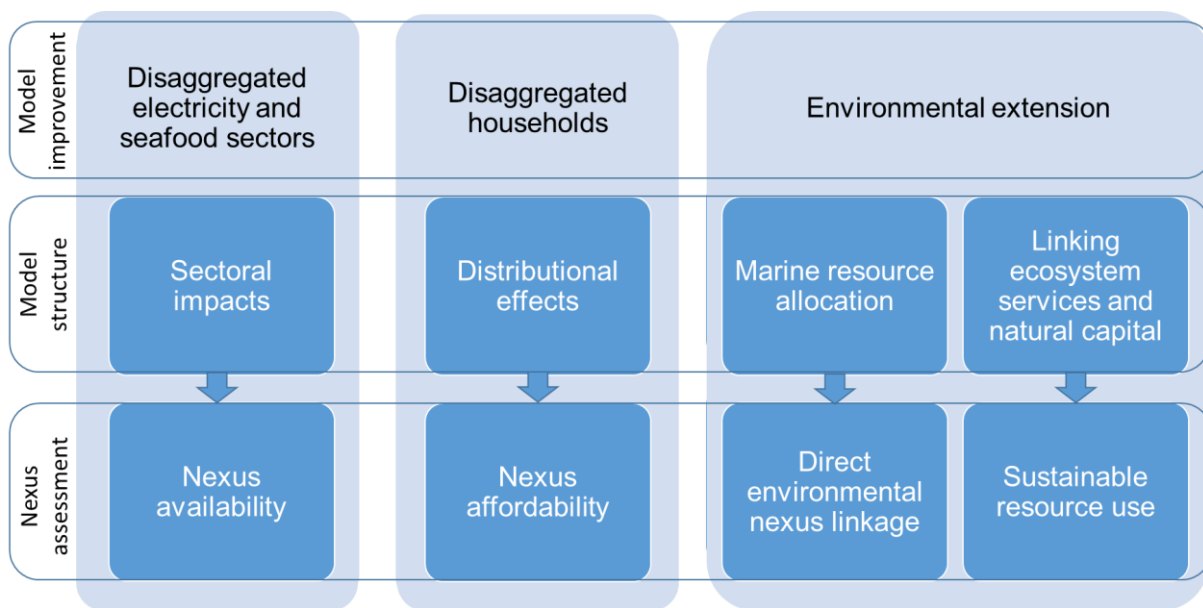 Model
improvement
Disaggregated
electricity and
seafood sectors
Disaggregated
households
Environmental extension
Model
structure
Sectoral
impacts
Distributional
effects
Marine resource
allocation
Linking
ecosystem
services and
natural capital
Nexus
assessment
Nexus
availability
Nexus
affordability
Direct
environmental
nexus linkage
Sustainable
resource use